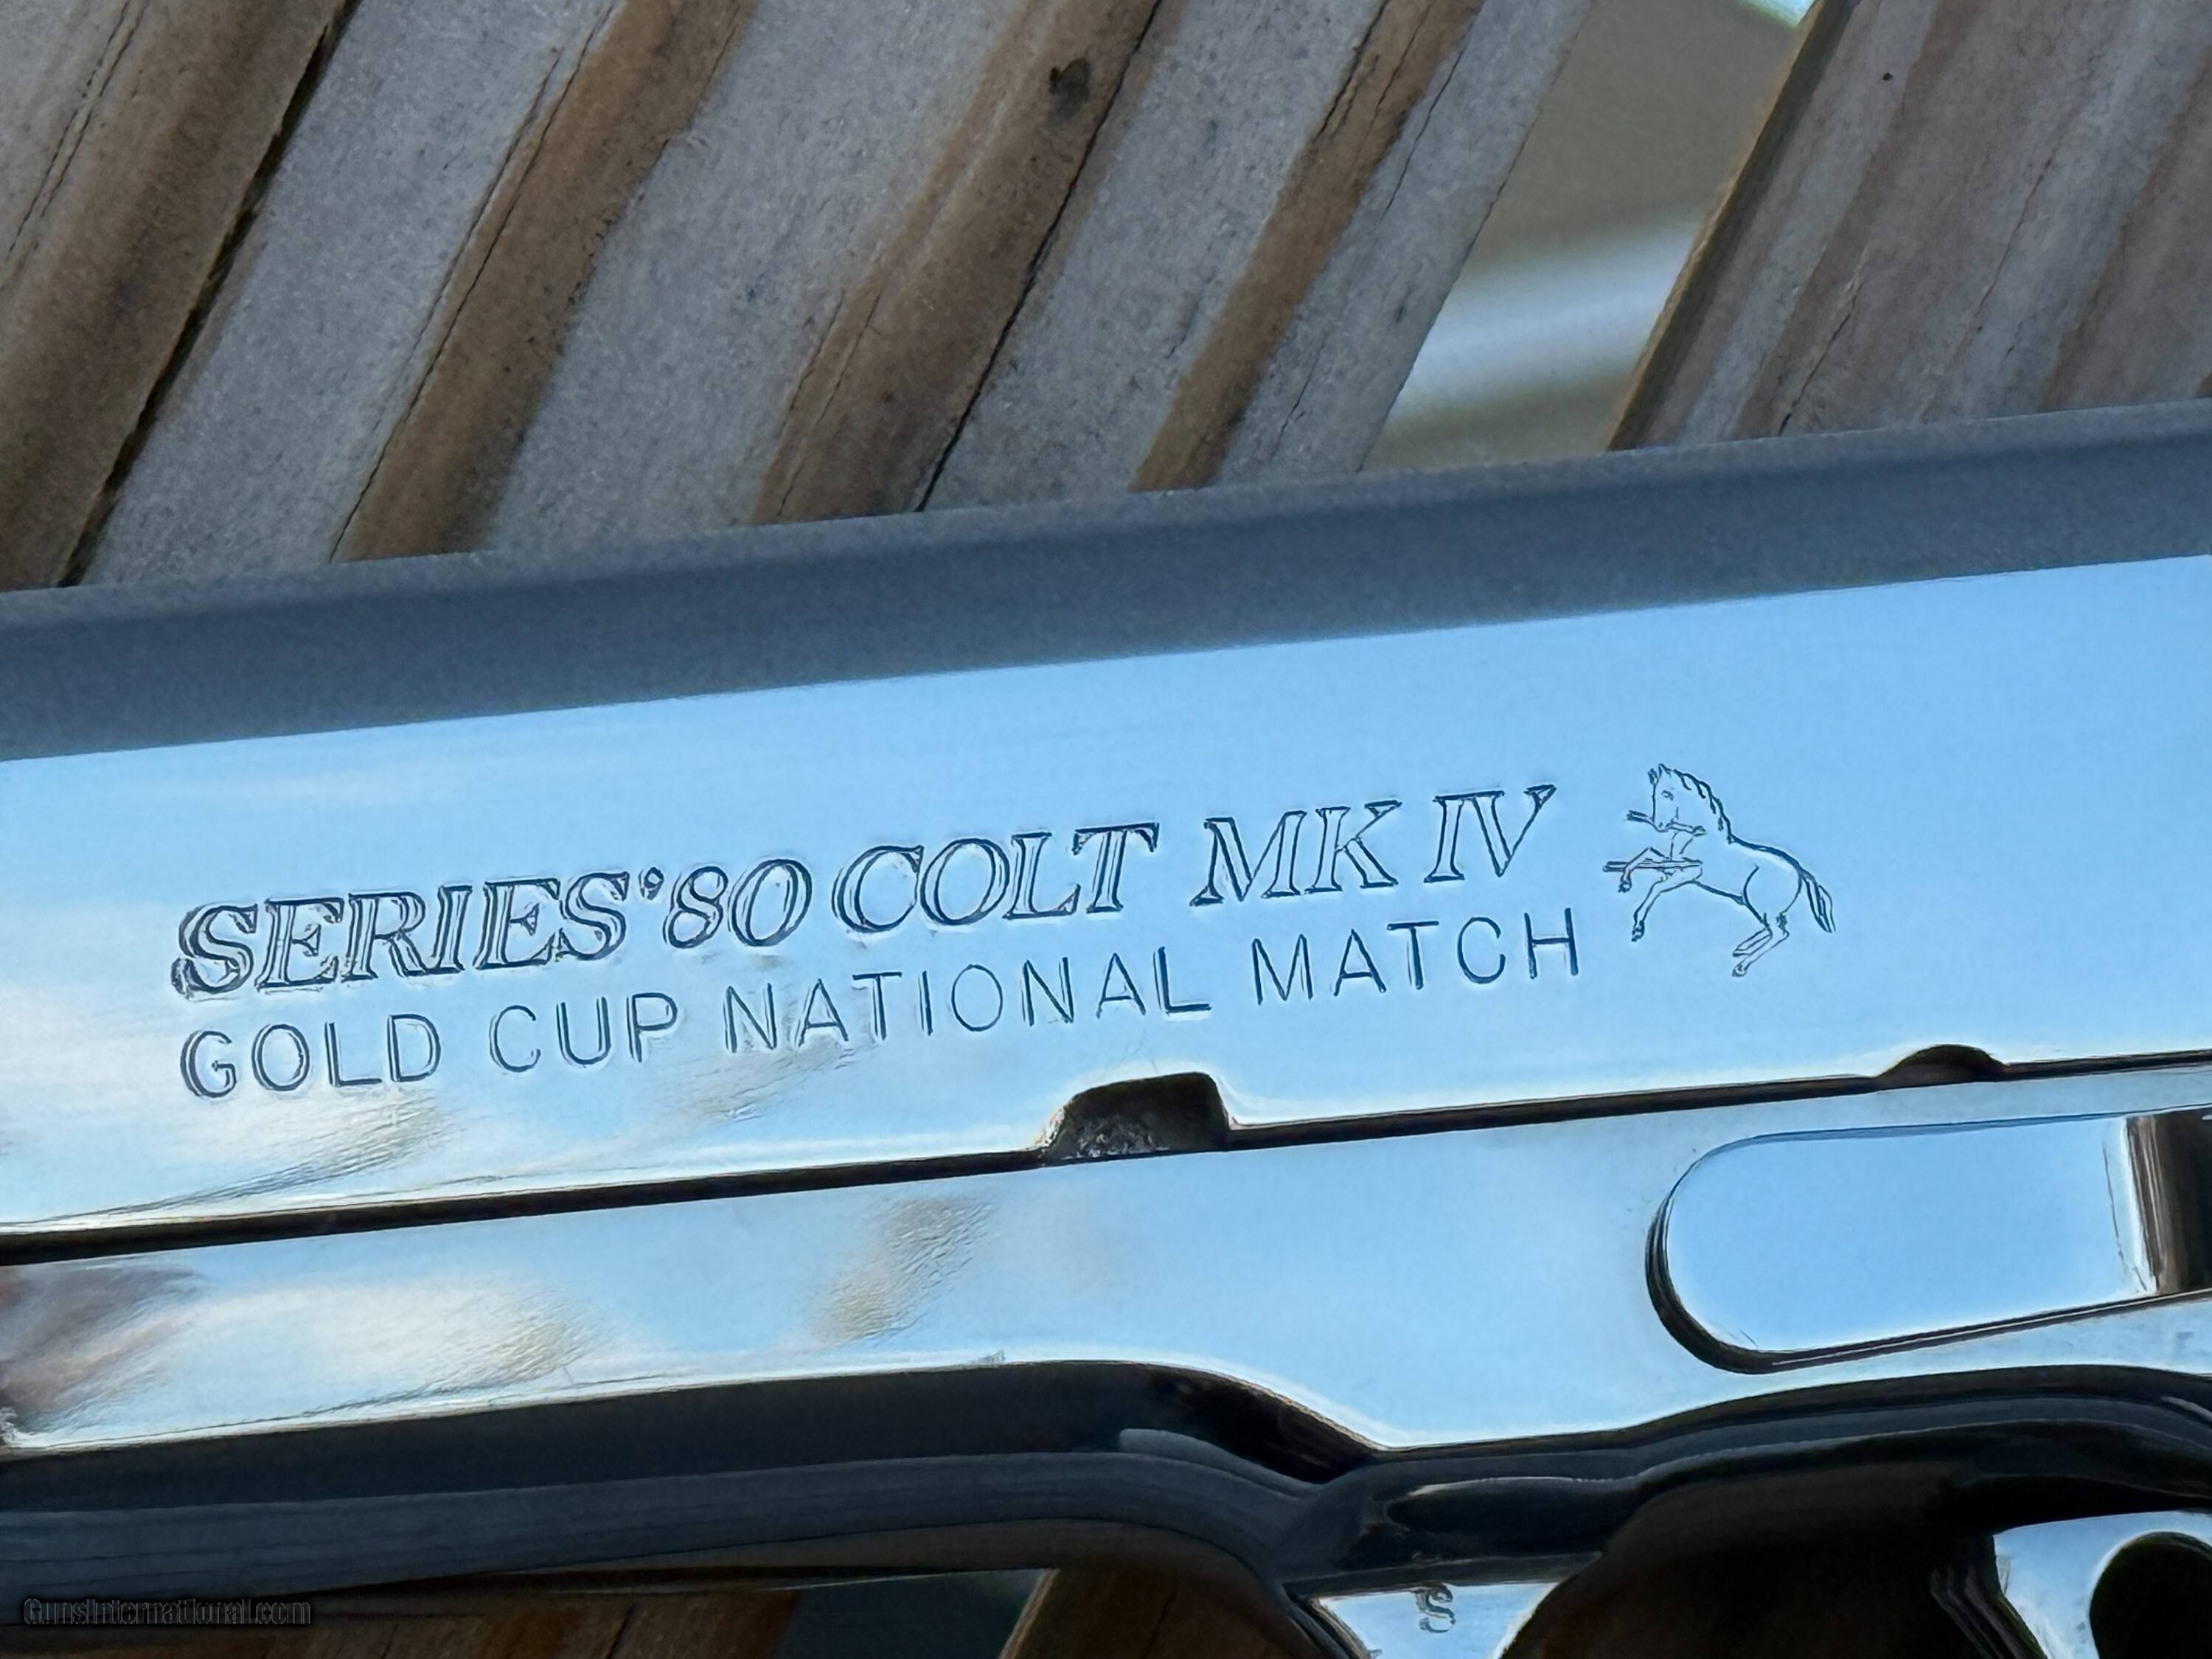 SERIES'80 COLT MK IV
GOLD CUP NATIONAL MATCH
S
GunsInternational.com